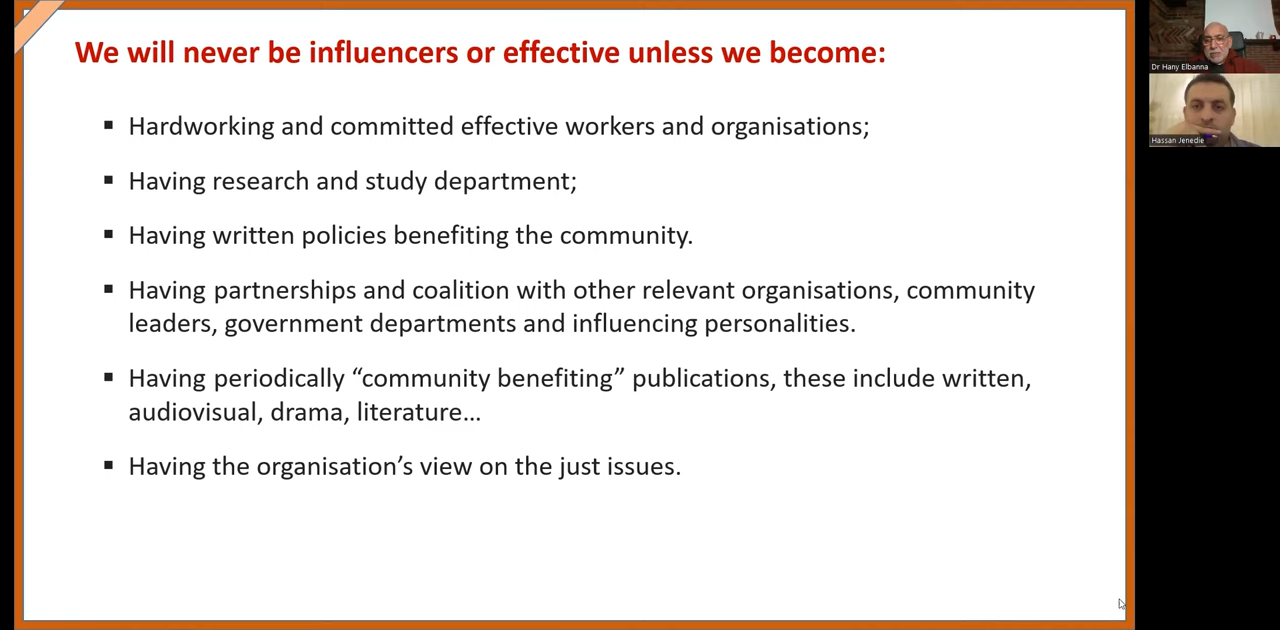 We will never be influencers or effective unless we become:
▪ Hardworking and committed effective workers and organisations;
▪ Having research and study department;
▪ Having written policies benefiting the community.
▪ Having partnerships and coalition with other relevant organisations, community
leaders, government departments and influencing personalities.
▪ Having periodically “community benefiting” publications, these include written,
audiovisual, drama, literature…
▪ Having the organisation’s view on the just issues.
Dr Hany Elbanna
Hassan Jenedie